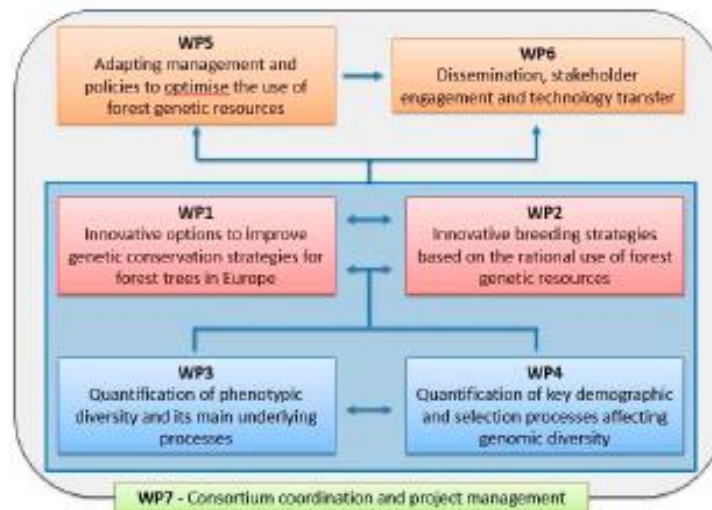 WP5
Adapting management and
policies to optimise the use of
forest genetic resources
WP6
Dissemination, stakeholder
engagement and technology transfer
WP1
Innovative options to improve
genetic conservation strategies for
forest trees in Europe
WP2
Innovative breeding strategies
based on the rational use of forest
genetic resources
WP3
Quantification of phenotypic
diversity and its main underlying
processes
WP4
Quantification of key demographic
and selection processes affecting
genomic diversity
WP7 - Consortium coordination and project management